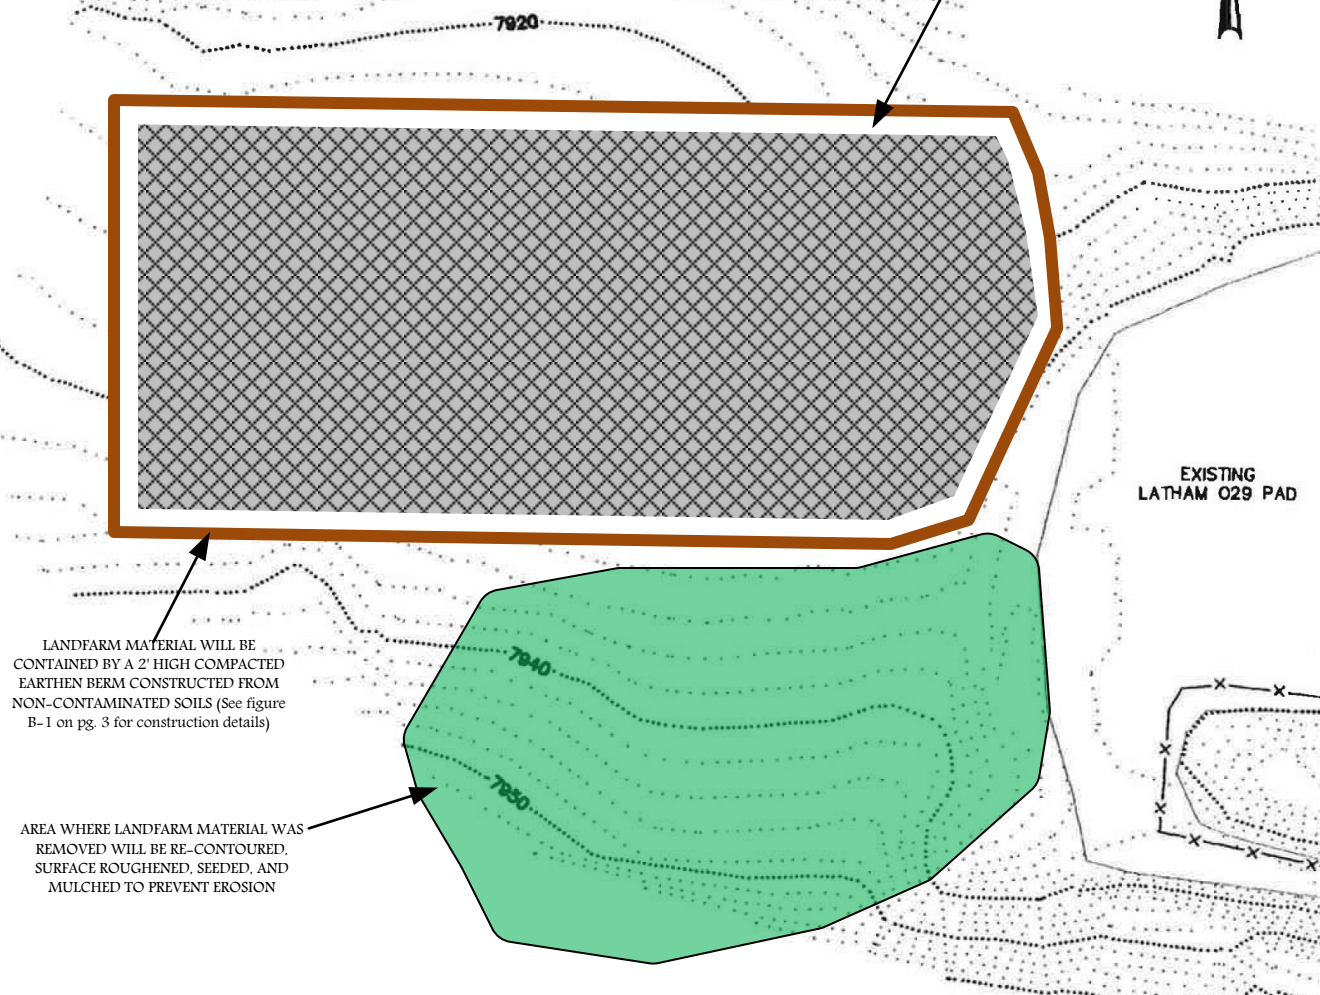 7920
EXISTING
LATHAM 029 PAD
LANDFARM MATERIAL WILL BE
CONTAINED BY A 2' HIGH COMPACTED
EARTHEN BERM CONSTRUCTED FROM
NON-CONTAMINATED SOILS (See figure
B-1 on pg. 3 for construction details)
7940
7950
AREA WHERE LANDFARM MATERIAL WAS
REMOVED WILL BE RE-CONTOURED,
SURFACE ROUGHENED, SEEDED, AND
MULCHED TO PREVENT EROSION